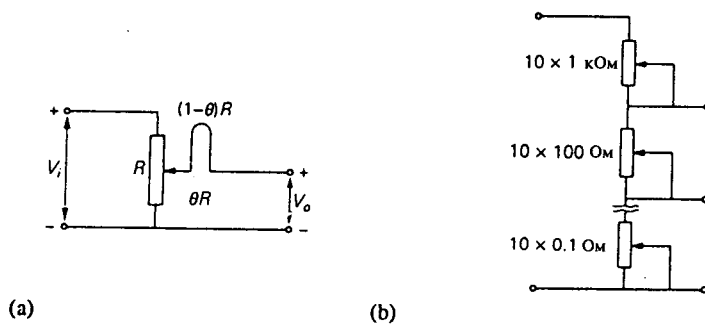 +
(1-θ)R
V_i
R
θR
+
V_o
−
−
(a)
10 × 1 кОм
10 × 100 Ом
10 × 0.1 Ом
(b)